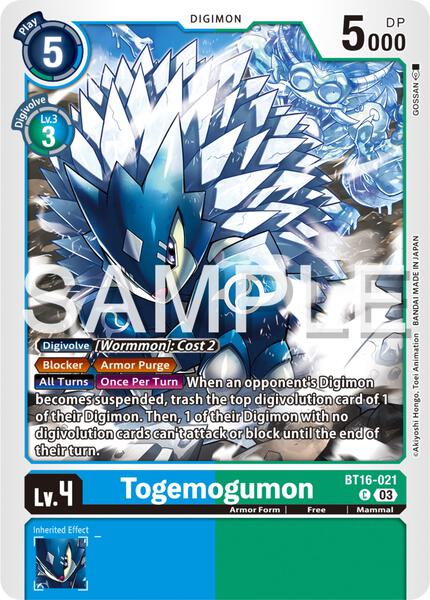 Play
5
DIGIMON
DP
5000
Digivolve
Lv.3
3
GOSSAN
©Akiyoshi Hongo, Toei Animation BANDAI MADE IN JAPAN
SAMPLE
Digivolve [Wormmon]: Cost 2
Blocker Armor Purge
All Turns Once Per Turn When an opponent's Digimon
becomes suspended, trash the top digivolution card of 1
of their Digimon. Then, 1 of their Digimon with no
digivolution cards can't attack or block until the end of
their turn.
Lv.4
Togemogumon
BT16-021
C 03
Armor Form | Free | Mammal
Inherited Effect
–